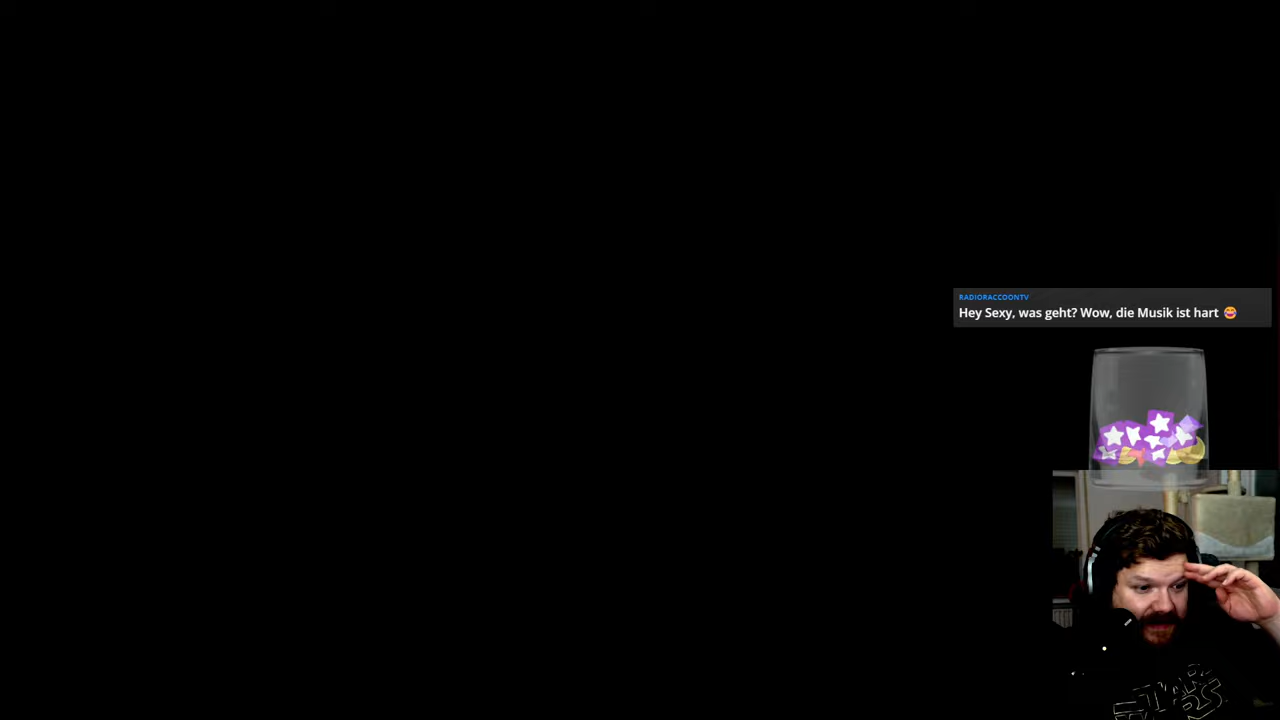 RADIORACCOONTV
Hey Sexy, was geht? Wow, die Musik ist hart 😂